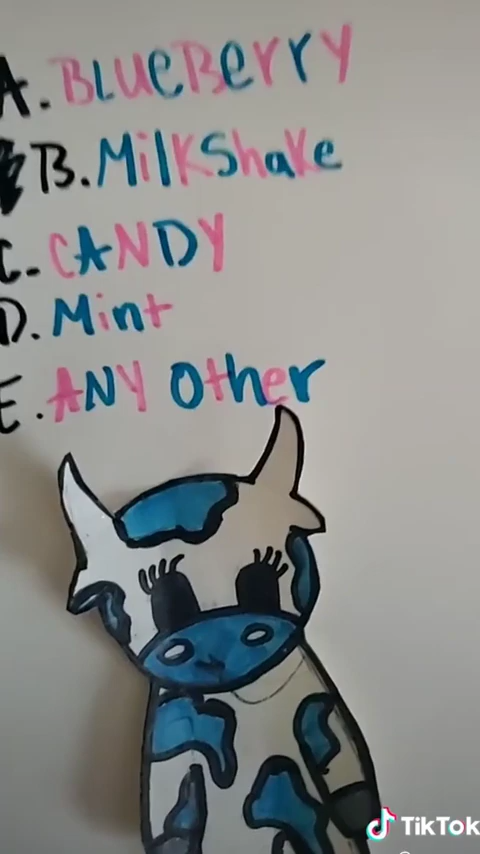 A. BLUEBerrY
B. MilKShaKe
C. CANDY
D. Mint
E. ANY Other
TikTok